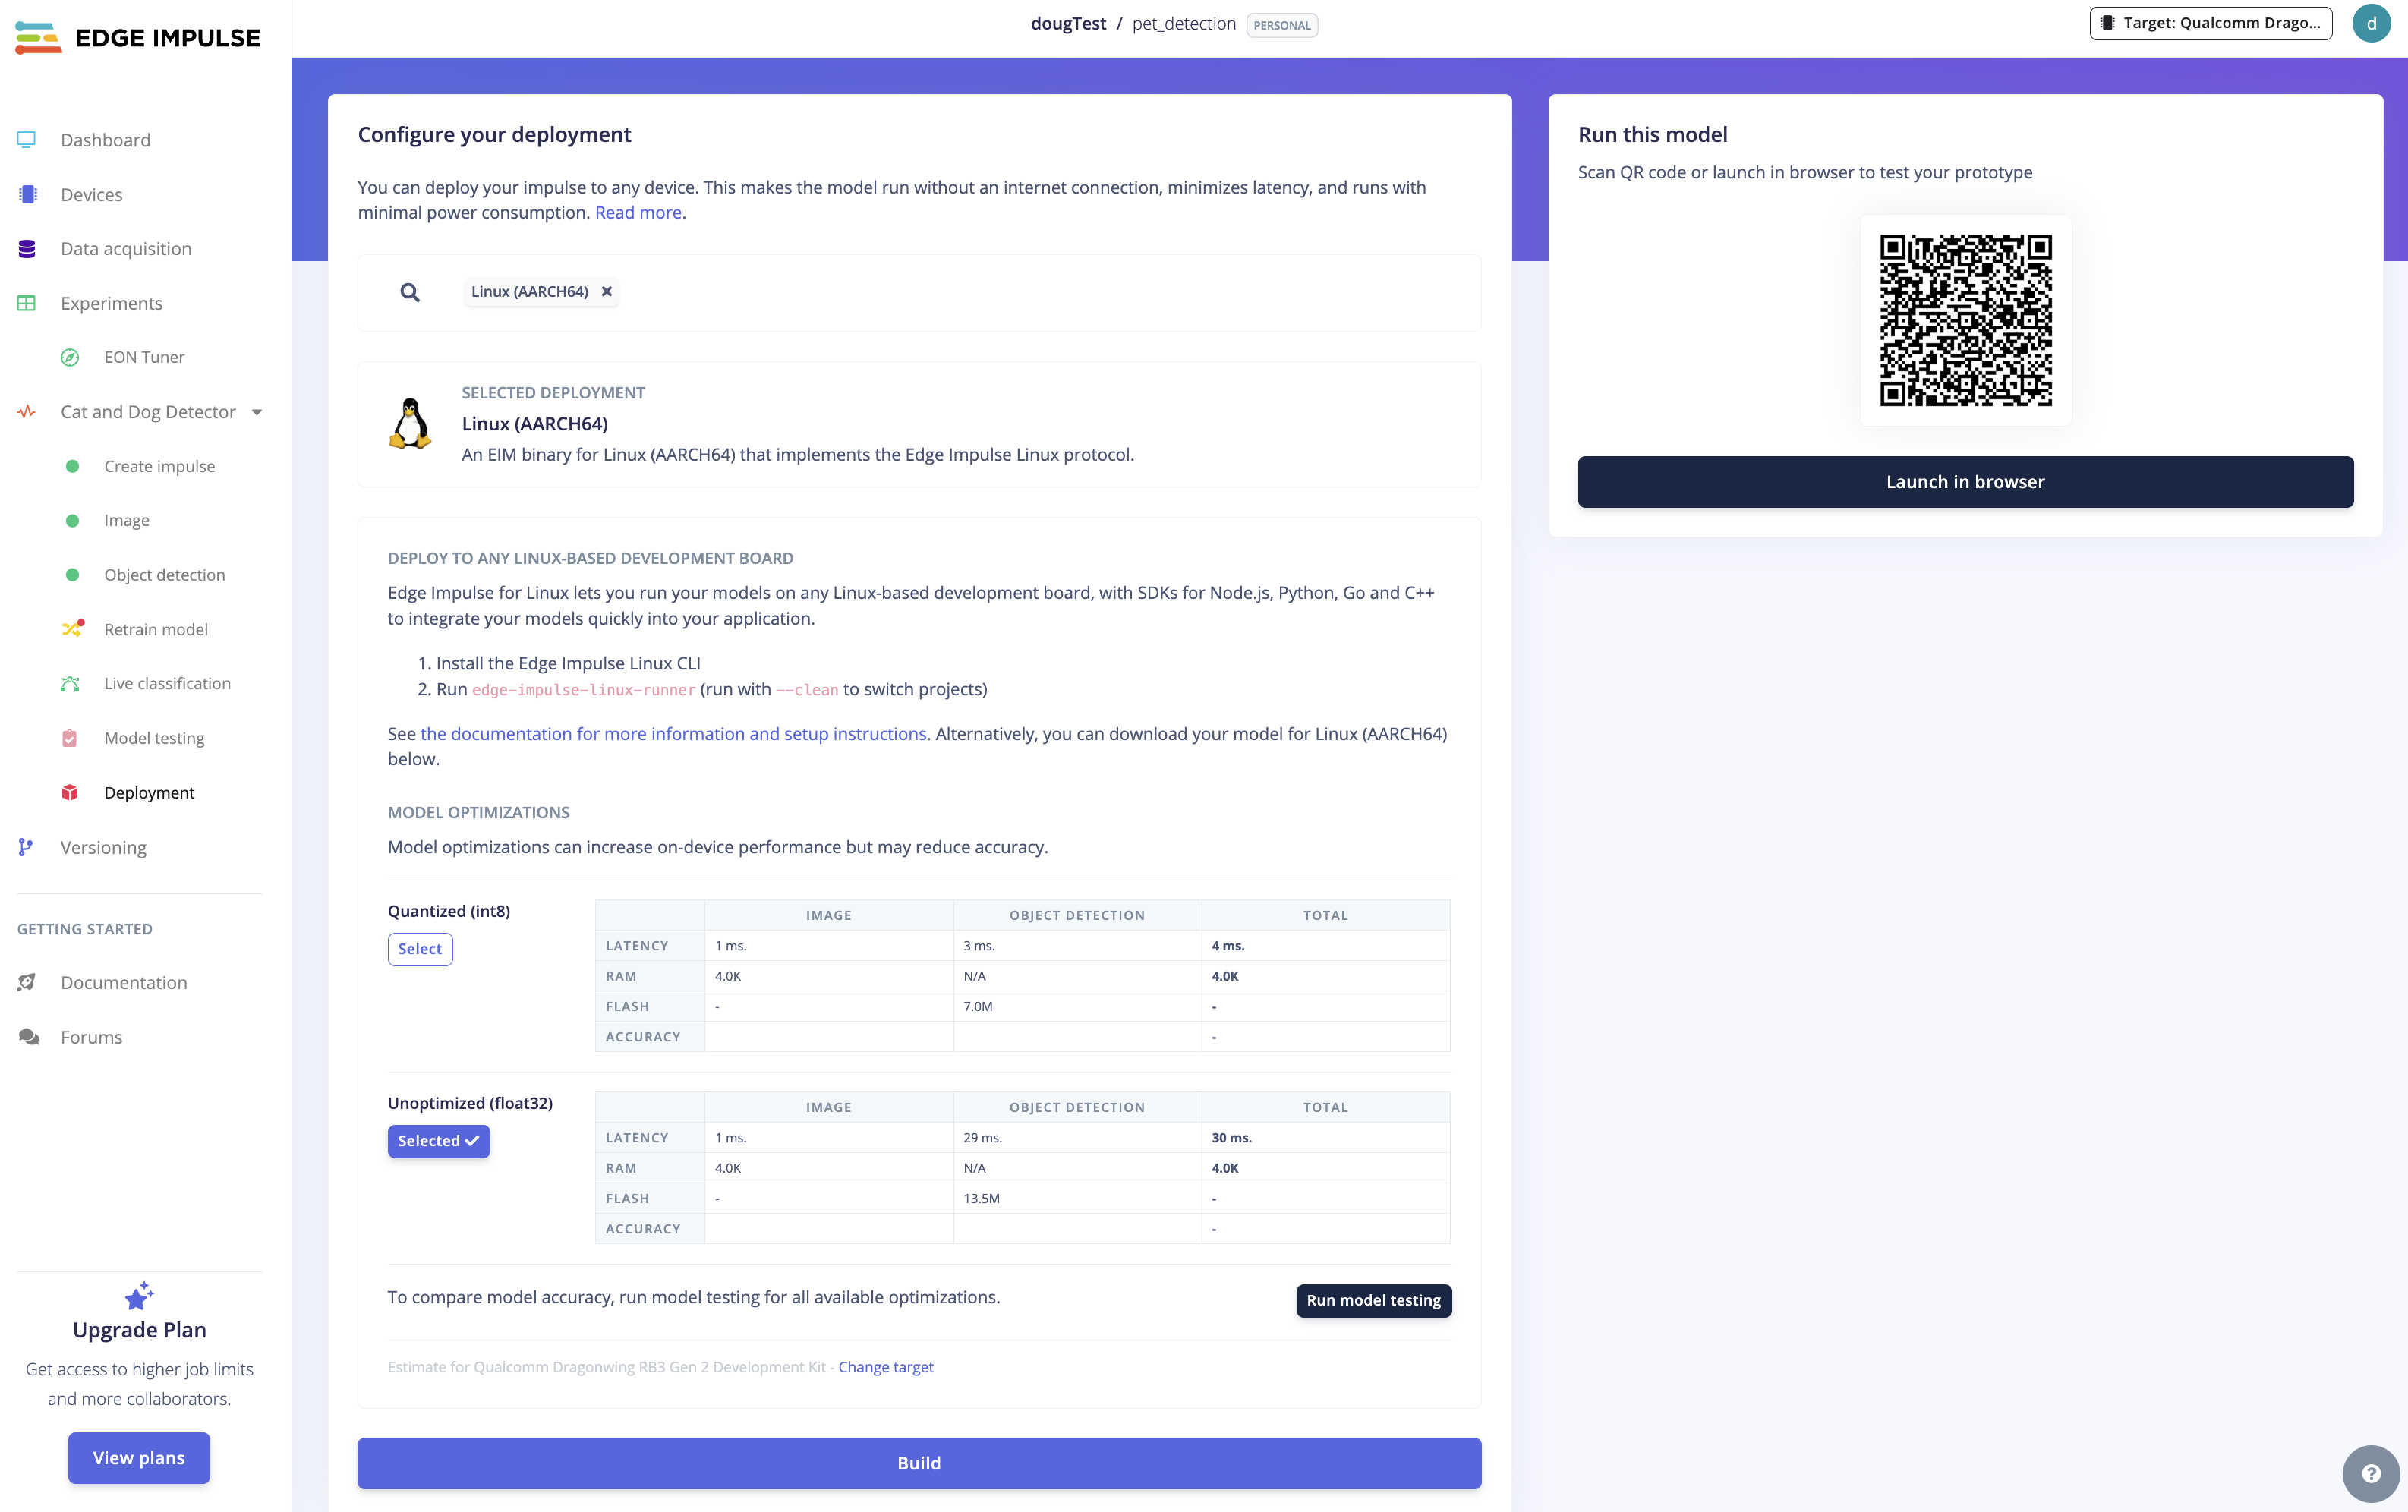 EDGE IMPULSE
dougTest / pet_detection PERSONAL
Target: Qualcomm Drago...
d
Dashboard
Devices
Data acquisition
Experiments
EON Tuner
Cat and Dog Detector
Create impulse
Image
Object detection
Retrain model
Live classification
Model testing
Deployment
Versioning
GETTING STARTED
Documentation
Forums
Upgrade Plan
Get access to higher job limits
and more collaborators.
View plans
Configure your deployment
You can deploy your impulse to any device. This makes the model run without an internet connection, minimizes latency, and runs with
minimal power consumption. Read more.
Linux (AARCH64) ×
SELECTED DEPLOYMENT
Linux (AARCH64)
An EIM binary for Linux (AARCH64) that implements the Edge Impulse Linux protocol.
DEPLOY TO ANY LINUX-BASED DEVELOPMENT BOARD
Edge Impulse for Linux lets you run your models on any Linux-based development board, with SDKs for Node.js, Python, Go and C++
to integrate your models quickly into your application.
1. Install the Edge Impulse Linux CLI
2. Run edge-impulse-linux-runner (run with --clean to switch projects)
See the documentation for more information and setup instructions. Alternatively, you can download your model for Linux (AARCH64)
below.
MODEL OPTIMIZATIONS
Model optimizations can increase on-device performance but may reduce accuracy.
Quantized (int8)
Select
IMAGE OBJECT DETECTION TOTAL
LATENCY 1 ms. 3 ms. 4 ms.
RAM 4.0K N/A 4.0K
FLASH - 7.0M -
ACCURACY -
Unoptimized (float32)
Selected
IMAGE OBJECT DETECTION TOTAL
LATENCY 1 ms. 29 ms. 30 ms.
RAM 4.0K N/A 4.0K
FLASH - 13.5M -
ACCURACY -
To compare model accuracy, run model testing for all available optimizations.
Run model testing
Estimate for Qualcomm Dragonwing RB3 Gen 2 Development Kit - Change target
Build
Run this model
Scan QR code or launch in browser to test your prototype
Launch in browser
?